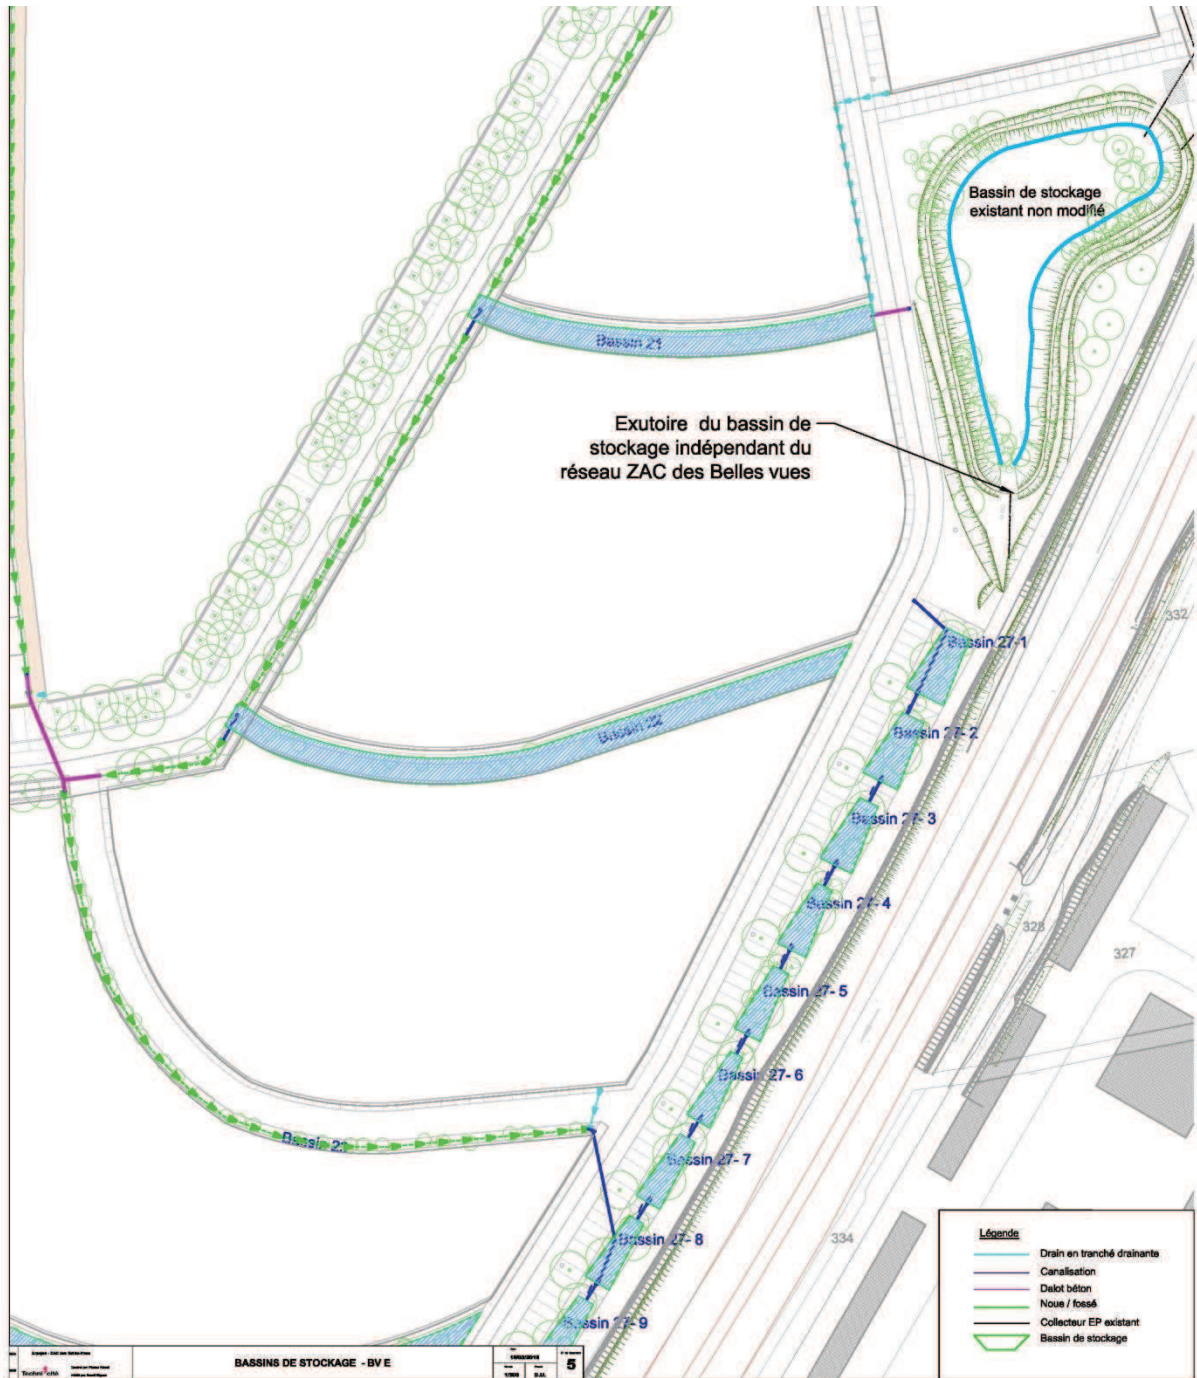 Bassin de stockage
existant non modifié
Bassin 21
Exutoire du bassin de
stockage indépendant du
réseau ZAC des Belles vues
332
Bassin 27-1
Bassin 22
Bassin 27- 2
Bassin 27- 3
Bassin 27- 4
328
327
Bassin 27- 5
Bassin 27- 6
Bassin 23
Bassin 27- 7
Bassin 27- 8
334
Bassin 27- 9
Légende
Drain en tranché drainante
Canalisation
Dalot béton
Noue / fossé
Collecteur EP existant
Bassin de stockage
BASSINS DE STOCKAGE - BV E
5